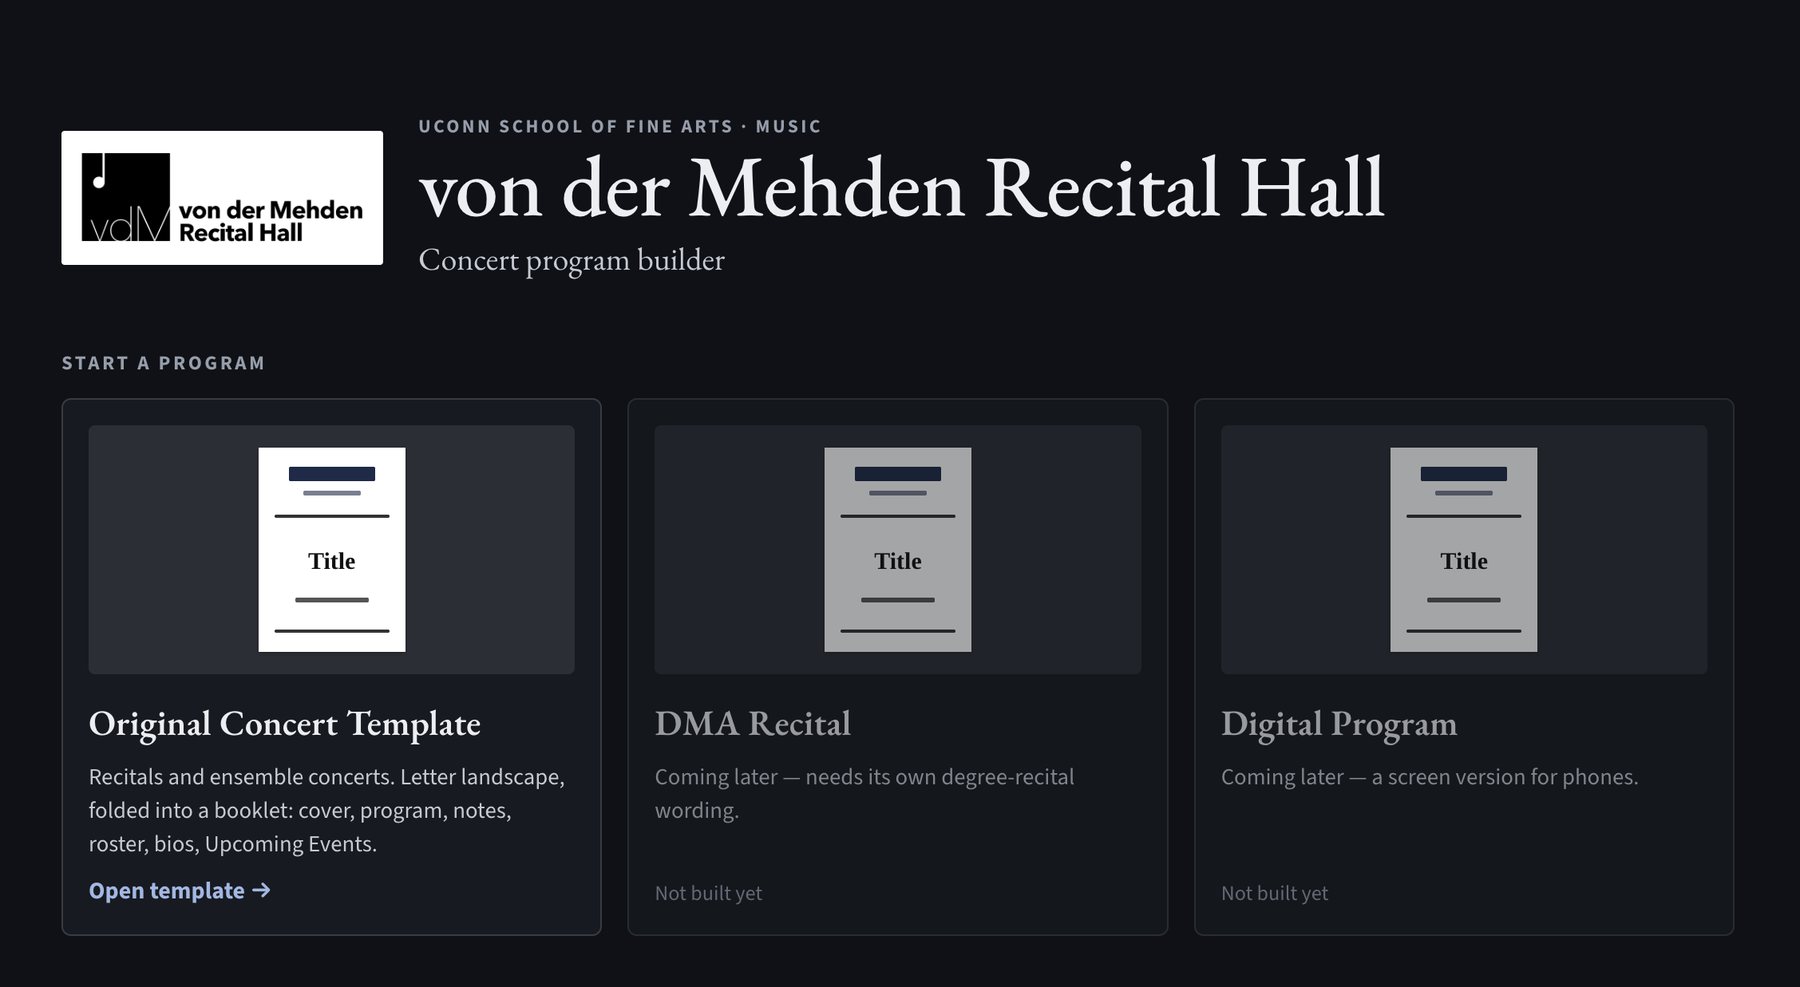 UCONN SCHOOL OF FINE ARTS · MUSIC
vdM von der Mehden
Recital Hall
von der Mehden Recital Hall
Concert program builder
START A PROGRAM
Title
Title
Title
Original Concert Template
Recitals and ensemble concerts. Letter landscape,
folded into a booklet: cover, program, notes,
roster, bios, Upcoming Events.
Open template →
DMA Recital
Coming later — needs its own degree-recital
wording.
Not built yet
Digital Program
Coming later — a screen version for phones.
Not built yet